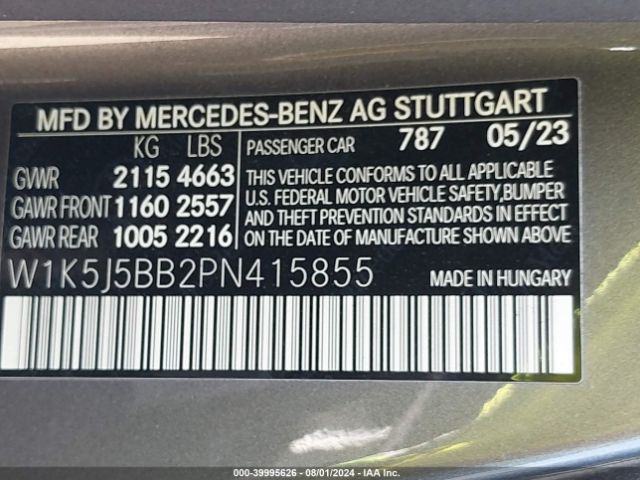 MFD BY MERCEDES-BENZ AG STUTTGART
KG LBS PASSENGER CAR 787 05/23
GVWR 2115 4663
GAWR FRONT 1160 2557
GAWR REAR 1005 2216
THIS VEHICLE CONFORMS TO ALL APPLICABLE
U.S. FEDERAL MOTOR VEHICLE SAFETY,BUMPER
AND THEFT PREVENTION STANDARDS IN EFFECT
ON THE DATE OF MANUFACTURE SHOWN ABOVE.
W1K5J5BB2PN415855 MADE IN HUNGARY
000-39995626 - 08/01/2024 - IAA Inc.